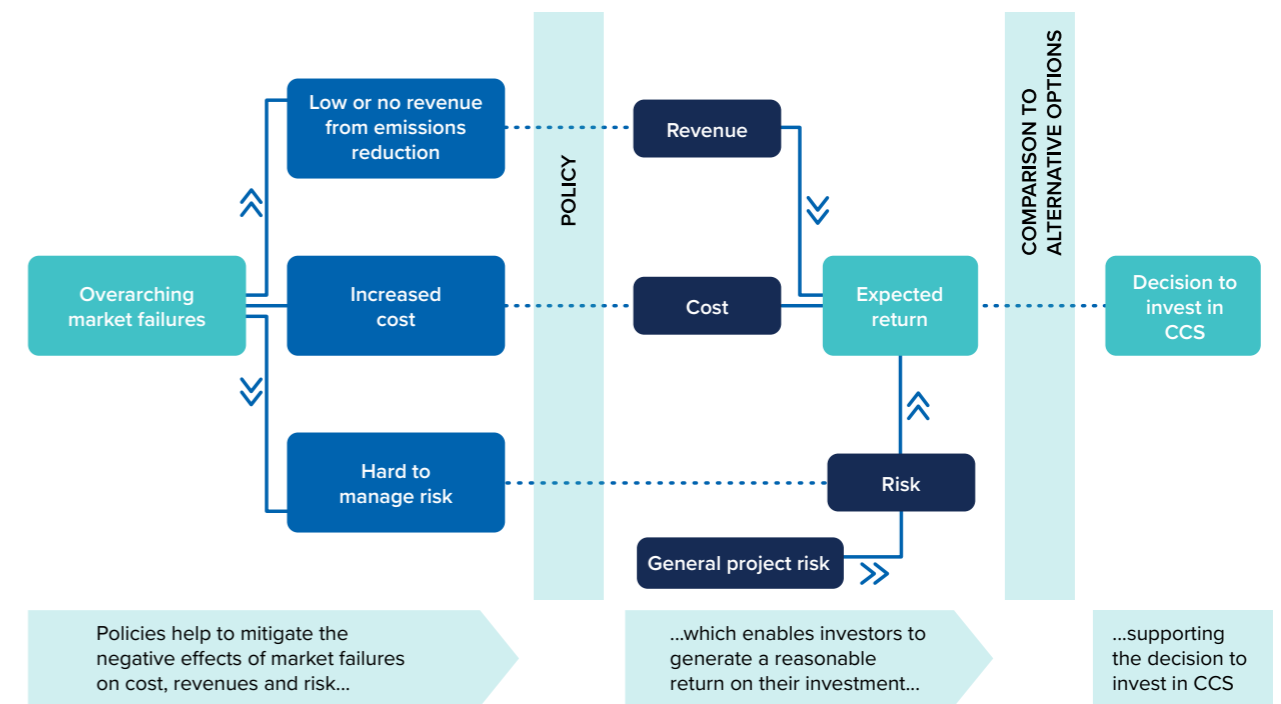 Low or no revenue
from emissions
reduction
Revenue
POLICY
COMPARISON TO
ALTERNATIVE OPTIONS
Overarching
market failures
Increased
cost
Cost
Expected
return
Decision to
invest in
CCS
Hard to
manage risk
Risk
General project risk
Policies help to mitigate the
negative effects of market failures
on cost, revenues and risk...
...which enables investors to
generate a reasonable
return on their investment...
...supporting
the decision to
invest in CCS